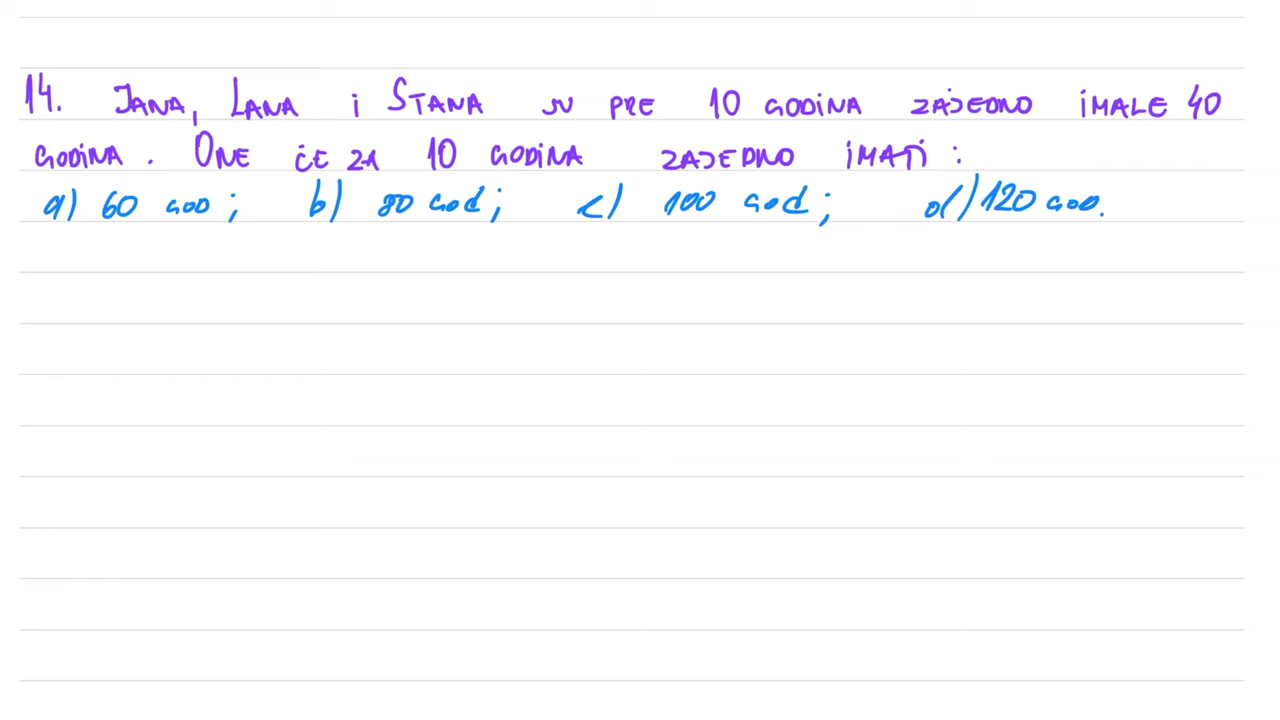 14. JANA, LANA i STANA SU PRE 10 GODINA ZAJEDNO iMALE 40
GODINA. ONE ĆE ZA 10 GODINA ZAJEDNO iMATi:
a) 60 GOD; b) 80 God; c) 100 God; d) 120 GOD.